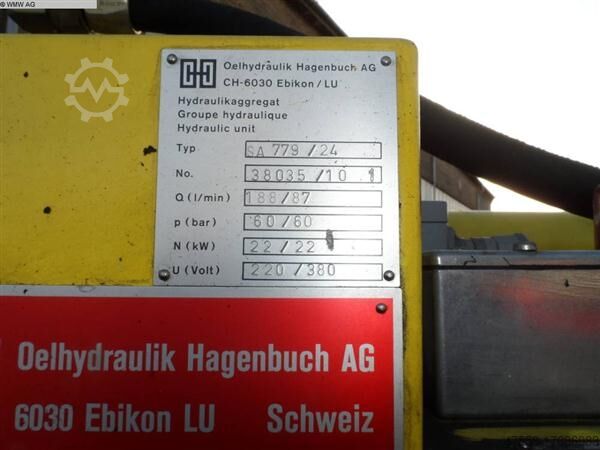 © WMW AG
Oelhydraulik Hagenbuch AG
CH-6030 Ebikon/LU
Hydraulikaggregat
Groupe hydraulique
Hydraulic unit
Typ SA 779/24
No. 38035/10 1
Q (l/min) 188/87
p (bar) 60/60
N (kW) 22/22
U (Volt) 220/380
Oelhydraulik Hagenbuch AG
6030 Ebikon LU Schweiz